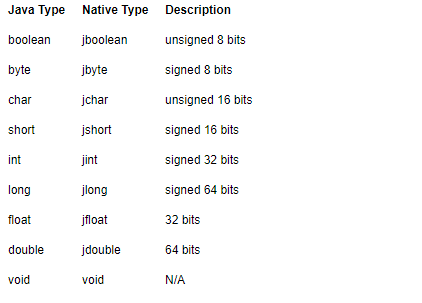 Java Type Native Type Description
boolean jboolean unsigned 8 bits
byte jbyte signed 8 bits
char jchar unsigned 16 bits
short jshort signed 16 bits
int jint signed 32 bits
long jlong signed 64 bits
float jfloat 32 bits
double jdouble 64 bits
void void N/A